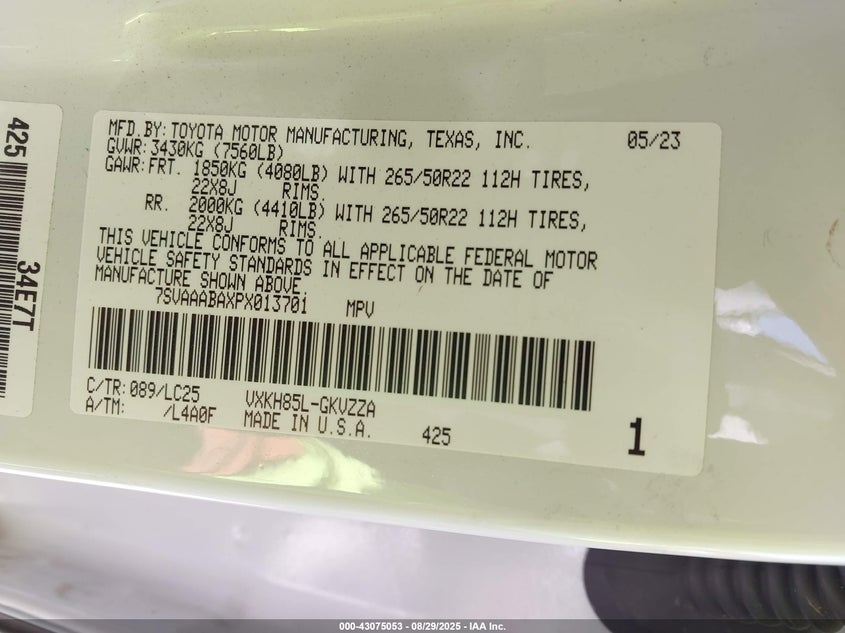 MFD.BY: TOYOTA MOTOR MANUFACTURING, TEXAS, INC. 05/23
GVWR: 3430KG (7560LB)
GAWR: FRT. 1850KG (4080LB) WITH 265/50R22 112H TIRES,
22X8J RIMS.
RR. 2000KG (4410LB) WITH 265/50R22 112H TIRES,
22X8J RIMS.
THIS VEHICLE CONFORMS TO ALL APPLICABLE FEDERAL MOTOR
VEHICLE SAFETY STANDARDS IN EFFECT ON THE DATE OF
MANUFACTURE SHOWN ABOVE.
7SVAAABAXPX013701 MPV
C/TR: 089/LC25 VXKH85L-GKVZZA
A/TM: /L4A0F MADE IN U.S.A. 425 1
425
34E7T
000-43075053 - 08/29/2025 - IAA Inc.